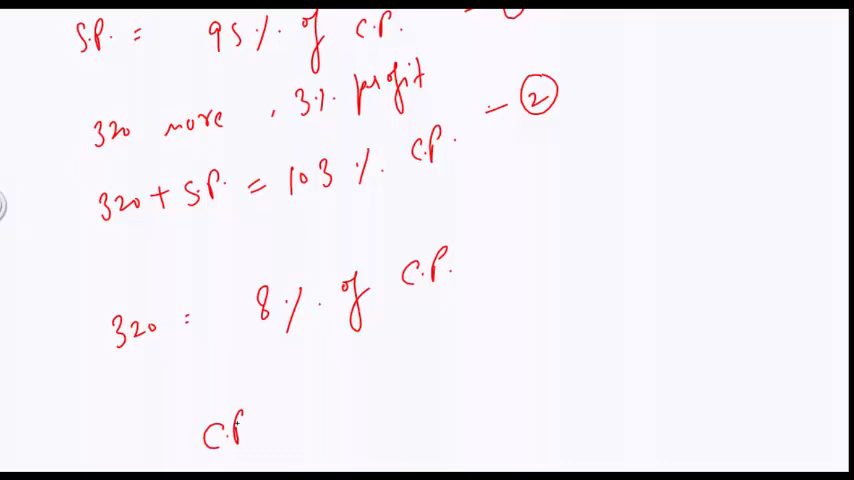 S.P. = 95 %. of C.P.
320 more , 3%. profit
320 + S.P. = 103 %. C.P. - 2
320 = 8 %. of C.P.
C.P